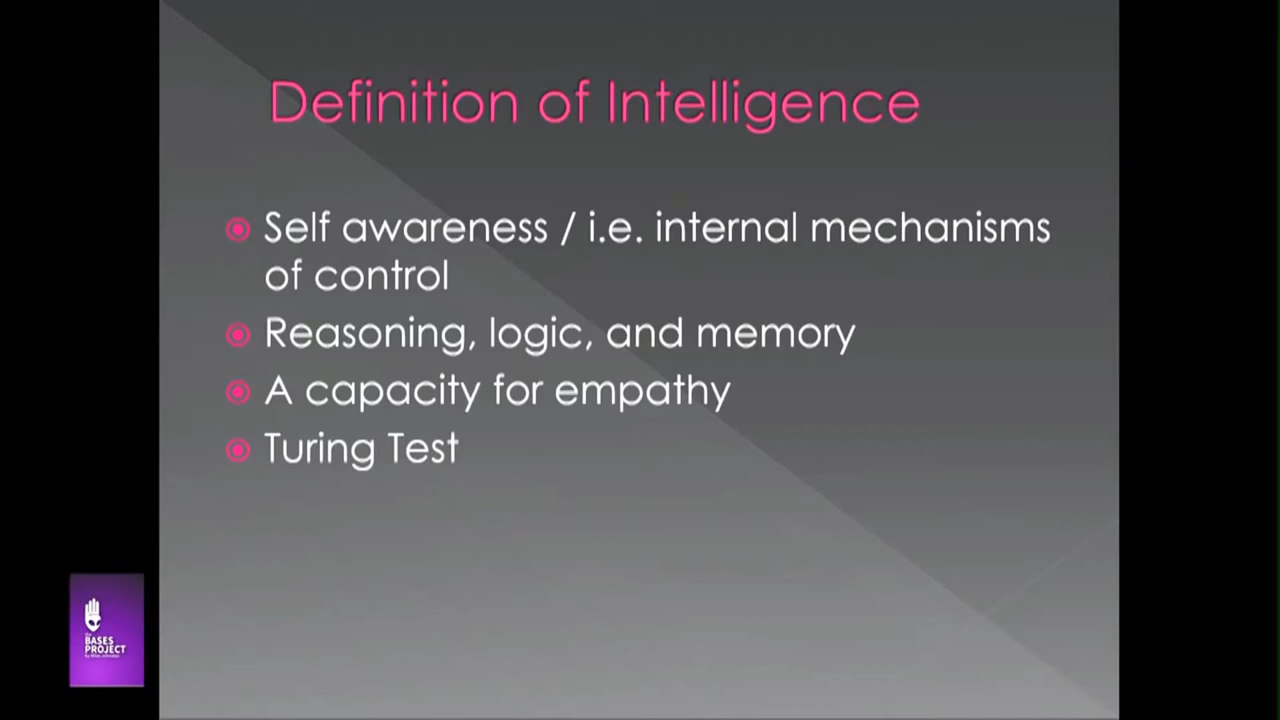 Definition of Intelligence
Self awareness / i.e. internal mechanisms
of control
Reasoning, logic, and memory
A capacity for empathy
Turing Test
the
BASES
PROJECT